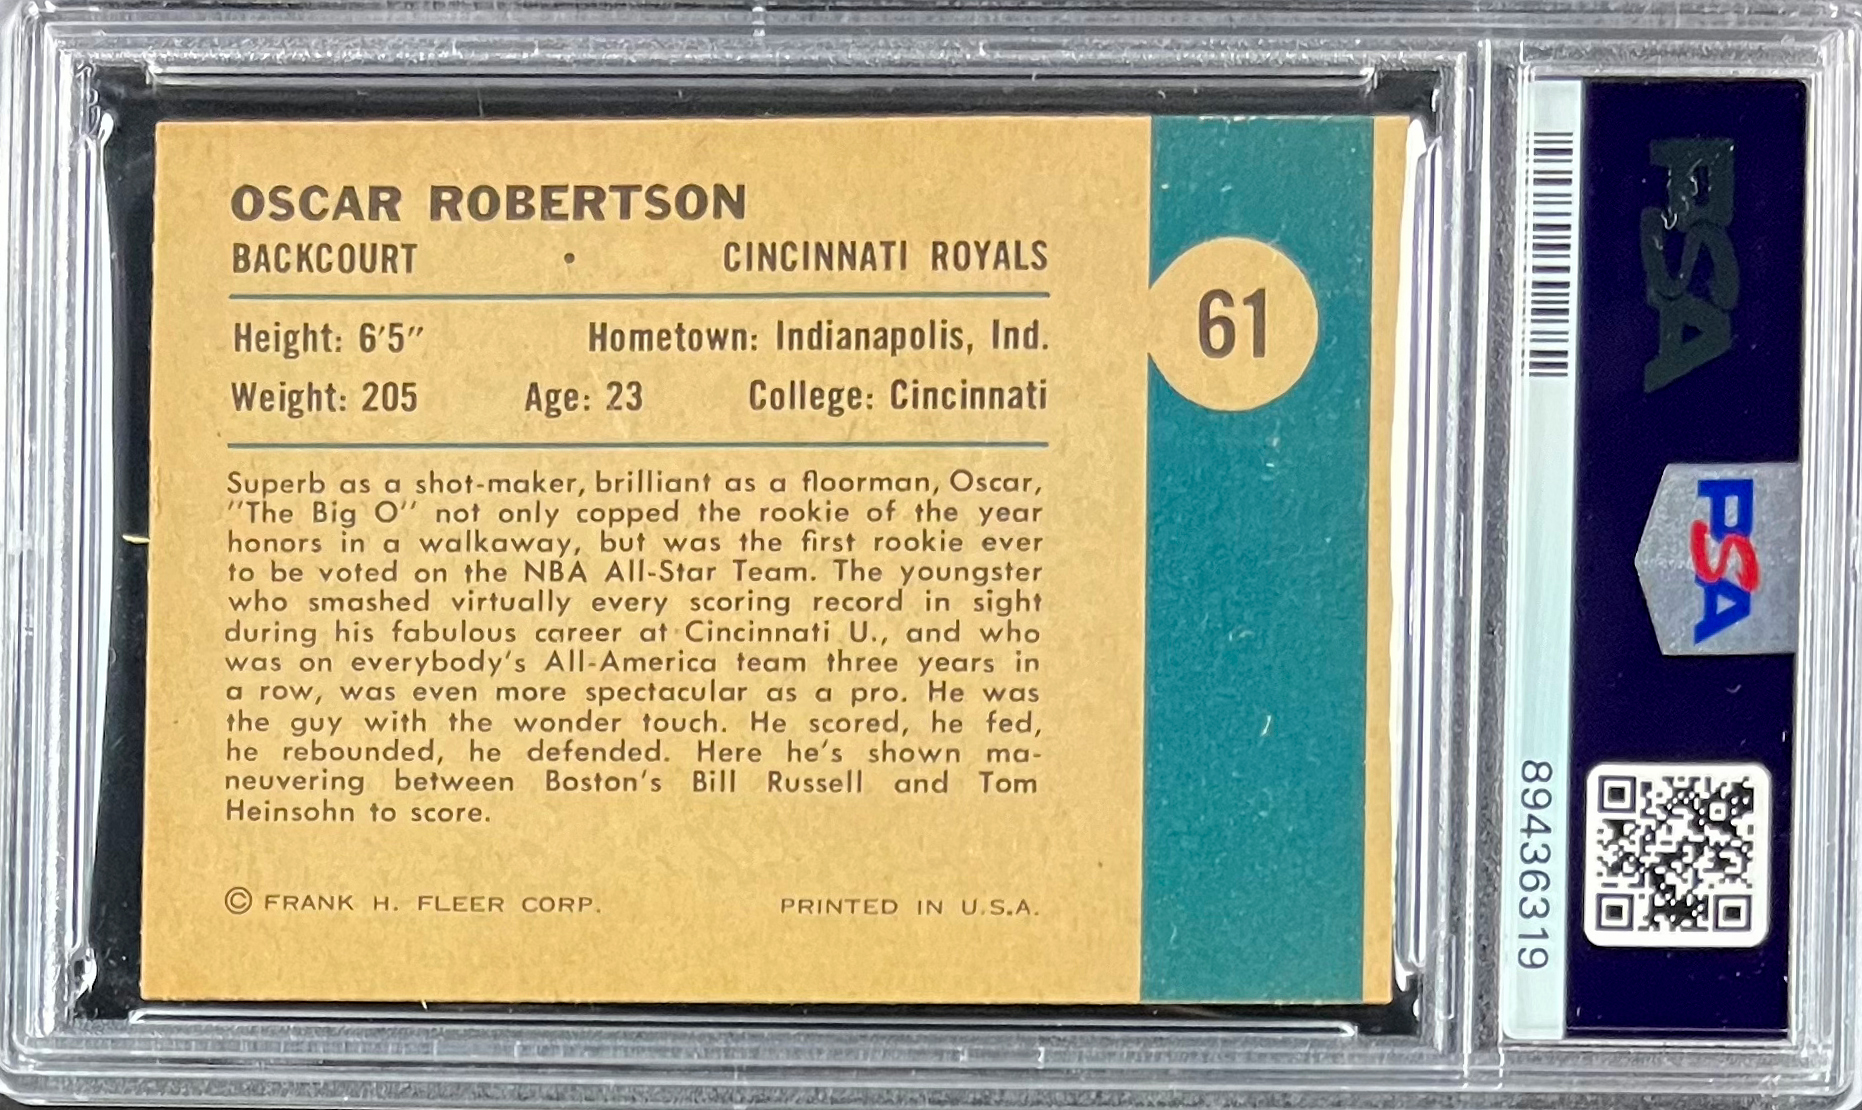 OSCAR ROBERTSON
BACKCOURT • CINCINNATI ROYALS
Height: 6'5" Hometown: Indianapolis, Ind.
Weight: 205 Age: 23 College: Cincinnati
Superb as a shot-maker, brilliant as a floorman, Oscar,
"The Big O" not only copped the rookie of the year
honors in a walkaway, but was the first rookie ever
to be voted on the NBA All-Star Team. The youngster
who smashed virtually every scoring record in sight
during his fabulous career at Cincinnati U., and who
was on everybody's All-America team three years in
a row, was even more spectacular as a pro. He was
the guy with the wonder touch. He scored, he fed,
he rebounded, he defended. Here he's shown ma-
neuvering between Boston's Bill Russell and Tom
Heinsohn to score.
© FRANK H. FLEER CORP. PRINTED IN U.S.A.
61
89436319
PSA
PSA